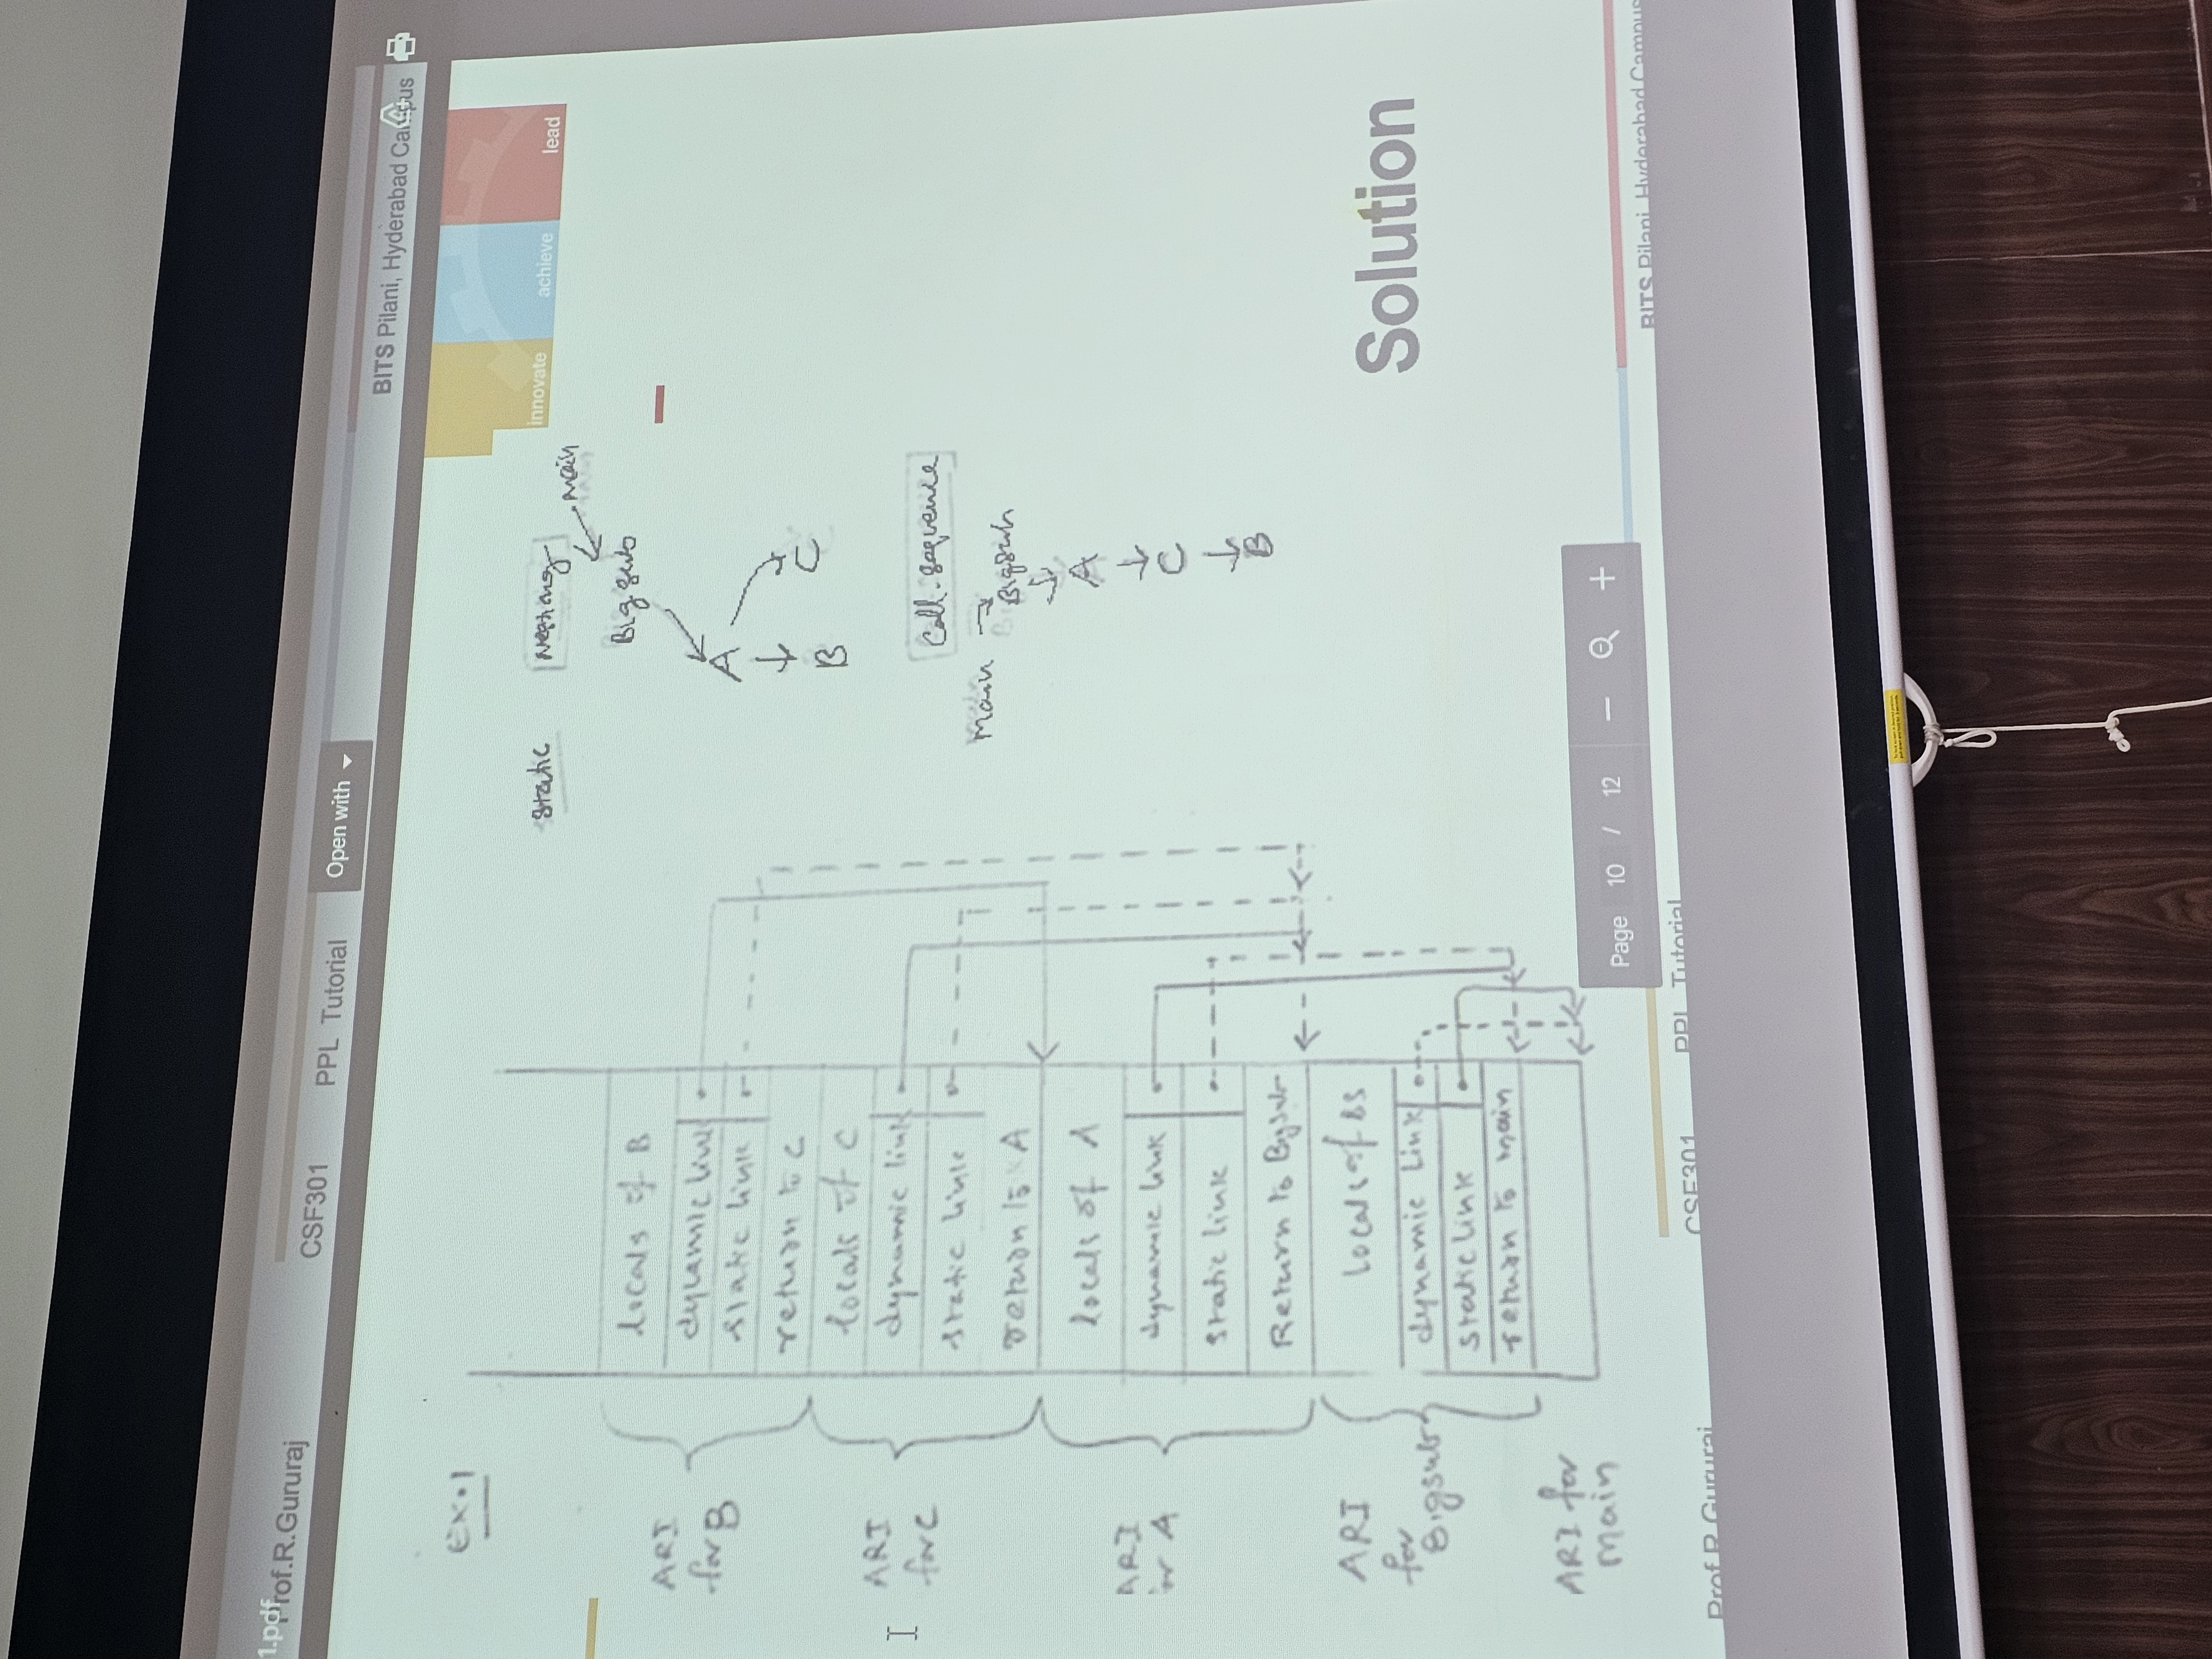 1.pdf
Prof.R.Gururaj
CSF301 PPL Tutorial
Open with
BITS Pilani, Hyderabad Campus
innovate achieve lead
Ex.1
ARI
for B
locals of B
dynamic link
static link
return to C
ARI
for C
locals of C
dynamic link
static link
return to A
ARI
for A
locals of A
dynamic link
static link
Return to Bigsub
ARI
for
Bigsub
locals of BS
dynamic Link
static link
return to main
ARI for
main
static Nesting
main
Bigsub
A
B C
Call sequence
Main →
Bigsub
↓
A
↓
C
↓
B
Solution
Page 10 / 12
Prof.R.Gururaj
CSF301 PPL Tutorial
BITS Pilani, Hyderabad Campus